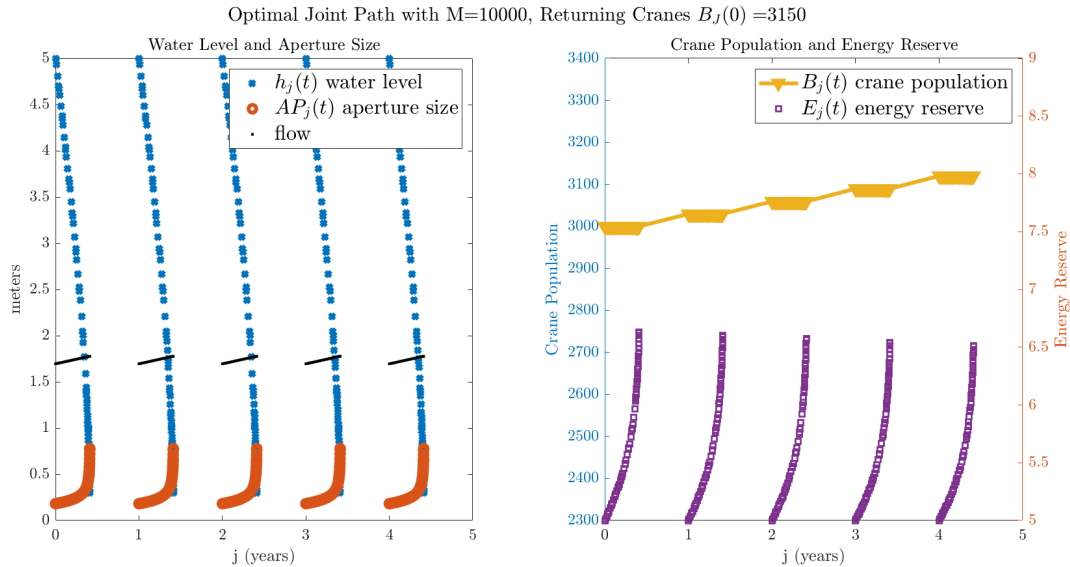 Optimal Joint Path with M=10000, Returning Cranes B_J(0) =3150
Water Level and Aperture Size
5
4.5
4
3.5
3
2.5
2
1.5
1
0.5
0
meters
h_j(t) water level
AP_j(t) aperture size
flow
0 1 2 3 4 5
j (years)
Crane Population and Energy Reserve
3400
3300
3200
3100
3000
2900
2800
2700
2600
2500
2400
2300
Crane Population
B_j(t) crane population
E_j(t) energy reserve
9
8.5
8
7.5
7
6.5
6
5.5
5
Energy Reserve
0 1 2 3 4 5
j (years)